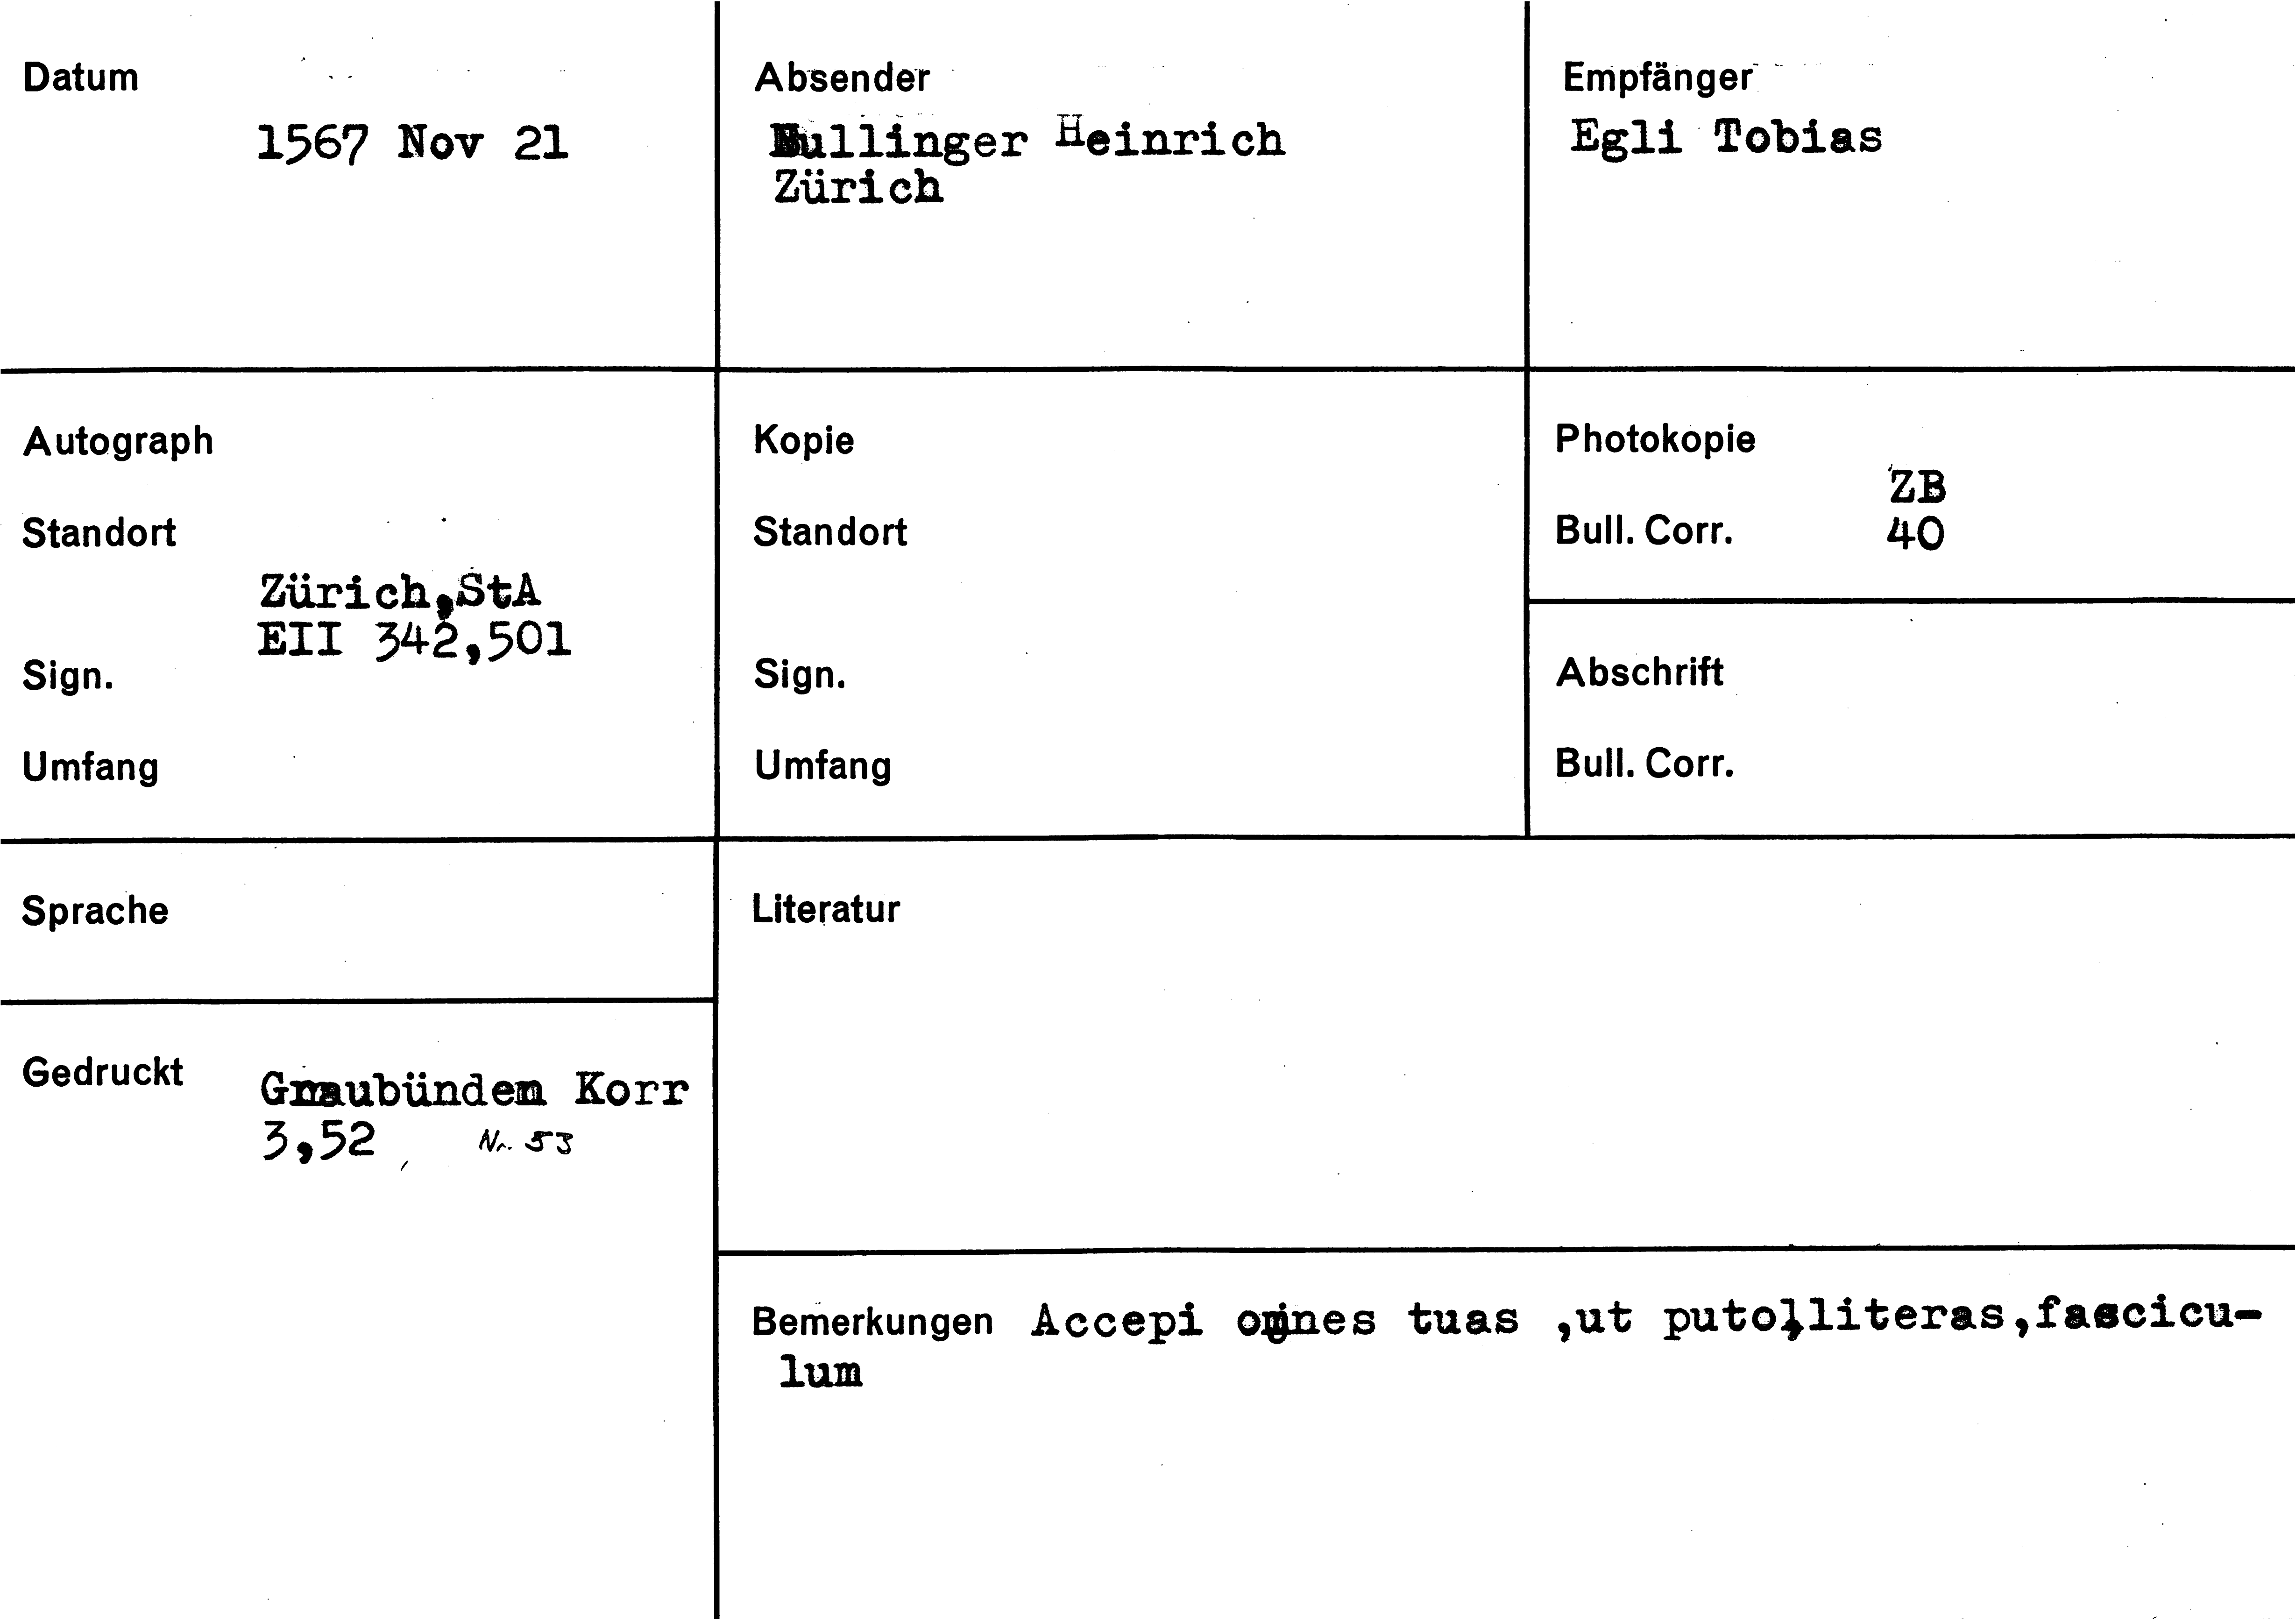 Datum
1567 Nov 21
Absender
Bullinger Heinrich
Zürich
Empfänger
Egli Tobias
Autograph
Standort
Zürich,StA
EII 342,501
Sign.
Umfang
Kopie
Standort
Sign.
Umfang
Photokopie
ZB
Bull. Corr. 40
Abschrift
Bull. Corr.
Sprache
Gedruckt Graubünden Korr
3,52 Nr. 53
Literatur
Bemerkungen Accepi omnes tuas ,ut puto,literas,fascicu-
lum